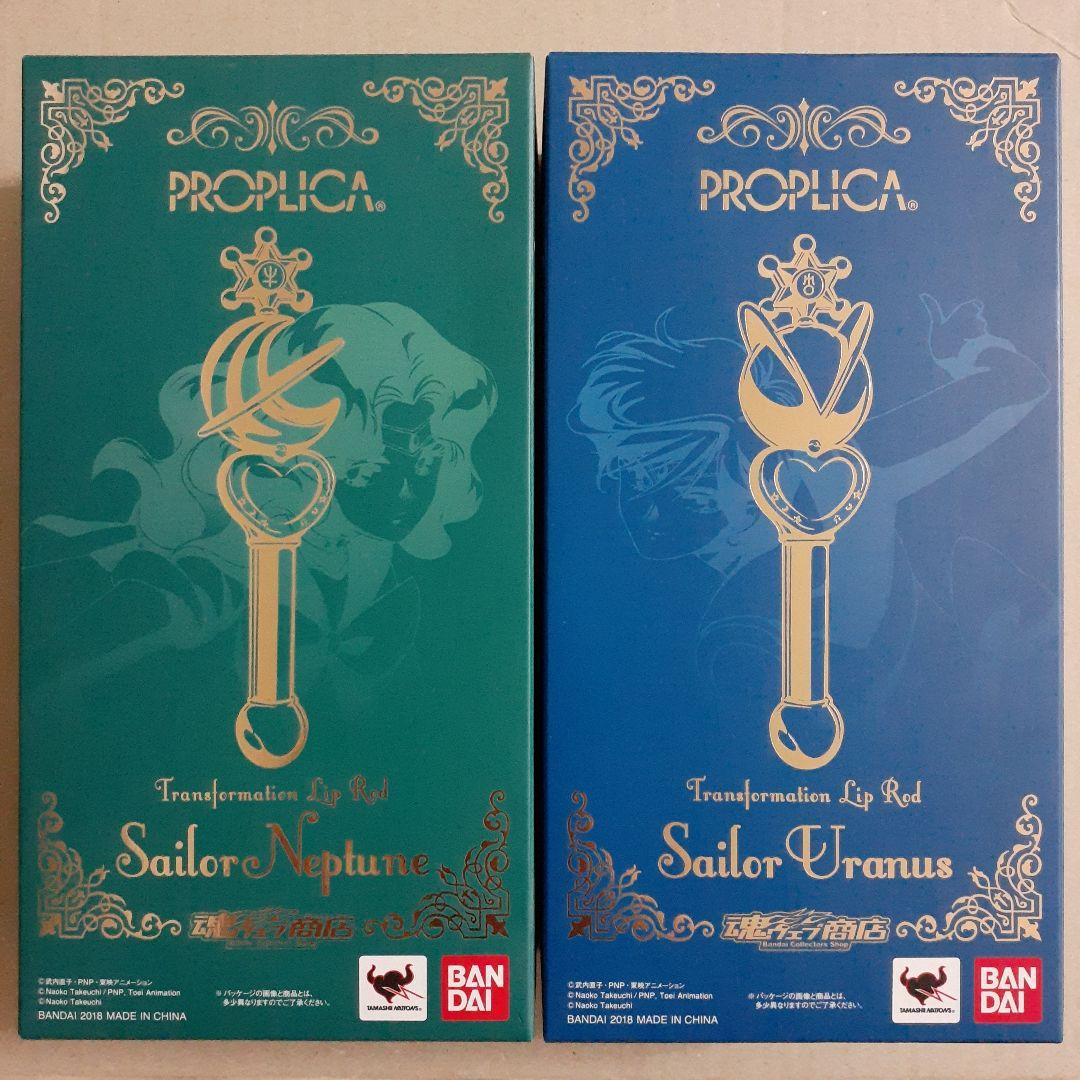 PROPLICA®
Transformation Lip Rod
Sailor Neptune
魂ウェブ商店
Bandai Collectors Shop
©武内直子・PNP・東映アニメーション
©Naoko Takeuchi / PNP, Toei Animation
©Naoko Takeuchi
BANDAI 2018 MADE IN CHINA
※パッケージの画像と商品とは、
多少異なりますのでご了承ください。
TAMASHII NATIONS®
BAN
DAI
PROPLICA®
Transformation Lip Rod
Sailor Uranus
魂ウェブ商店
Bandai Collectors Shop
©武内直子・PNP・東映アニメーション
©Naoko Takeuchi / PNP, Toei Animation
©Naoko Takeuchi
BANDAI 2018 MADE IN CHINA
※パッケージの画像と商品とは、
多少異なりますのでご了承ください。
TAMASHII NATIONS®
BAN
DAI